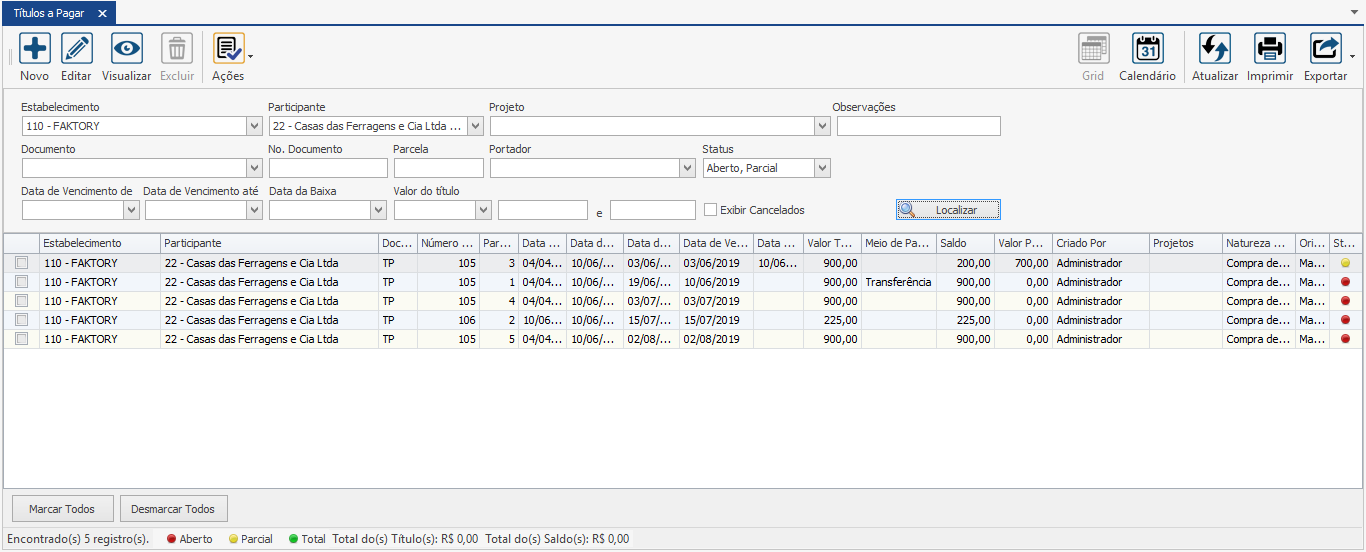 Títulos a Pagar
Novo Editar Visualizar Excluir Ações Grid 31 Calendário Atualizar Imprimir Exportar
Estabelecimento Participante Projeto Observações
110 - FAKTORY 22 - Casas das Ferragens e Cia Ltda ...
Documento No. Documento Parcela Portador Status
Aberto, Parcial
Data de Vencimento de Data de Vencimento até Data da Baixa Valor do título
e Exibir Cancelados Localizar
Estabelecimento Participante Doc... Número ... Par... Data ... Data d... Data d... Data de Ve... Data ... Valor T... Meio de Pa... Saldo Valor P... Criado Por Projetos Natureza ... Ori... St...
110 - FAKTORY 22 - Casas das Ferragens e Cia Ltda TP 105 3 04/04... 10/06/... 03/06/... 03/06/2019 10/06... 900,00 200,00 700,00 Administrador Compra de... Ma...
110 - FAKTORY 22 - Casas das Ferragens e Cia Ltda TP 105 1 04/04... 10/06/... 19/06/... 10/06/2019 900,00 Transferência 900,00 0,00 Administrador Compra de... Ma...
110 - FAKTORY 22 - Casas das Ferragens e Cia Ltda TP 105 4 04/04... 10/06/... 03/07/... 03/07/2019 900,00 900,00 0,00 Administrador Compra de... Ma...
110 - FAKTORY 22 - Casas das Ferragens e Cia Ltda TP 106 2 10/06... 10/06/... 15/07/... 15/07/2019 225,00 225,00 0,00 Administrador Compra de... Ma...
110 - FAKTORY 22 - Casas das Ferragens e Cia Ltda TP 105 5 04/04... 10/06/... 02/08/... 02/08/2019 900,00 900,00 0,00 Administrador Compra de... Ma...
Marcar Todos Desmarcar Todos
Encontrado(s) 5 registro(s). Aberto Parcial Total Total do(s) Título(s): R$ 0,00 Total do(s) Saldo(s): R$ 0,00